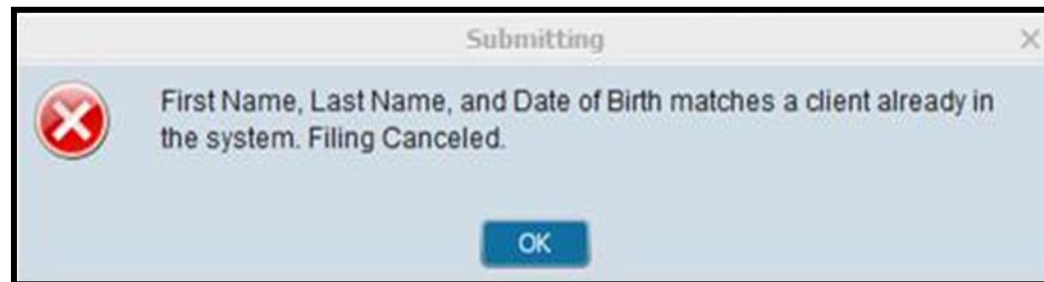 Submitting
First Name, Last Name, and Date of Birth matches a client already in
the system. Filing Canceled.
OK